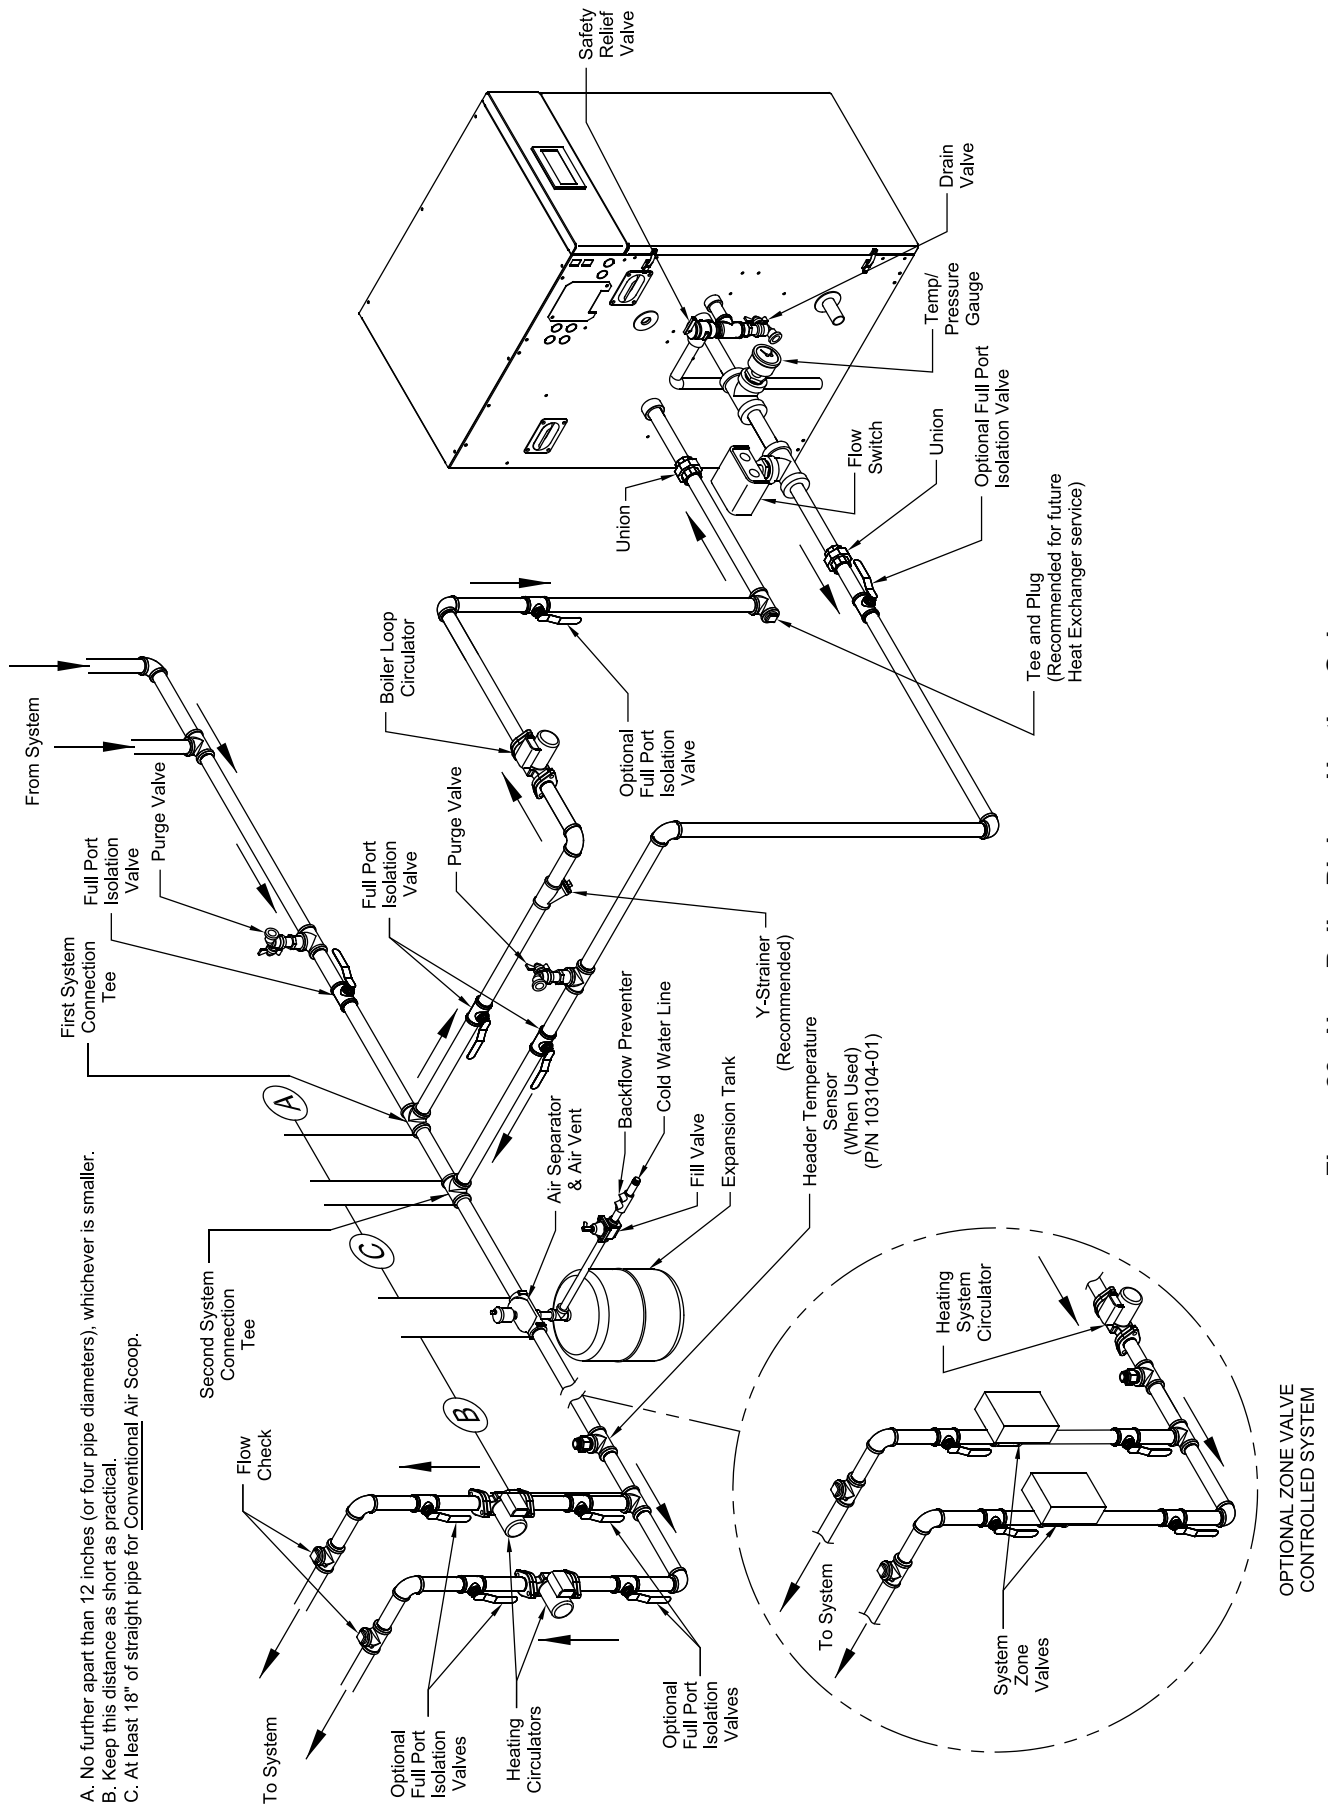 A. No further apart than 12 inches (or four pipe diameters), whichever is smaller.
B. Keep this distance as short as practical.
C. At least 18" of straight pipe for Conventional Air Scoop.
From System
Full Port
Isolation
Valve
Purge Valve
First System
Connection
Tee
A
C
B
Second System
Connection
Tee
Flow
Check
To System
Optional
Full Port
Isolation
Valves
Heating
Circulators
Optional
Full Port
Isolation
Valves
Full Port
Isolation
Valve
Purge Valve
Boiler Loop
Circulator
Optional
Full Port
Isolation
Valve
Union
Safety
Relief
Valve
Drain
Valve
Temp/
Pressure
Gauge
Flow
Switch
Union
Optional Full Port
Isolation Valve
Tee and Plug
(Recommended for future
Heat Exchanger service)
Y-Strainer
(Recommended)
Air Separator
& Air Vent
Backflow Preventer
Cold Water Line
Fill Valve
Expansion Tank
Header Temperature
Sensor
(When Used)
(P/N 103104-01)
Heating
System
Circulator
To System
System
Zone
Valves
OPTIONAL ZONE VALVE
CONTROLLED SYSTEM